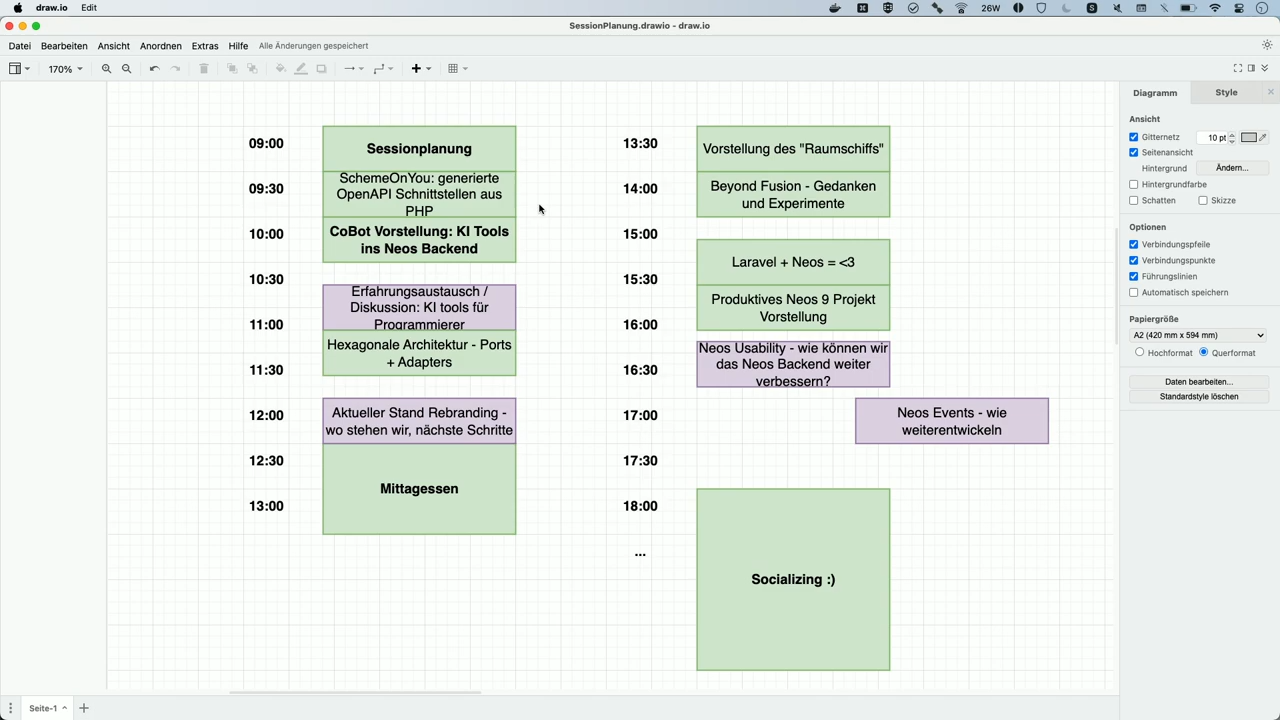 draw.io Edit
26W
SessionPlanung.drawio - draw.io
Datei Bearbeiten Ansicht Anordnen Extras Hilfe Alle Änderungen gespeichert
170%
Diagramm Style
Ansicht
Gitternetz 10 pt
Seitenansicht
Hintergrund Ändern...
Hintergrundfarbe
Schatten Skizze
Optionen
Verbindungspfeile
Verbindungspunkte
Führungslinien
Automatisch speichern
Papiergröße
A2 (420 mm x 594 mm)
Hochformat Querformat
Daten bearbeiten...
Standardstyle löschen
09:00
Sessionplanung
09:30
SchemeOnYou: generierte
OpenAPI Schnittstellen aus
PHP
10:00
CoBot Vorstellung: KI Tools
ins Neos Backend
10:30
Erfahrungsaustausch /
Diskussion: KI tools für
Programmierer
11:00
Hexagonale Architektur - Ports
+ Adapters
11:30
12:00
Aktueller Stand Rebranding -
wo stehen wir, nächste Schritte
12:30
Mittagessen
13:00
13:30
Vorstellung des "Raumschiffs"
14:00
Beyond Fusion - Gedanken
und Experimente
15:00
Laravel + Neos = <3
15:30
Produktives Neos 9 Projekt
Vorstellung
16:00
Neos Usability - wie können wir
das Neos Backend weiter
verbessern?
16:30
17:00
Neos Events - wie
weiterentwickeln
17:30
18:00
...
Socializing :)
Seite-1